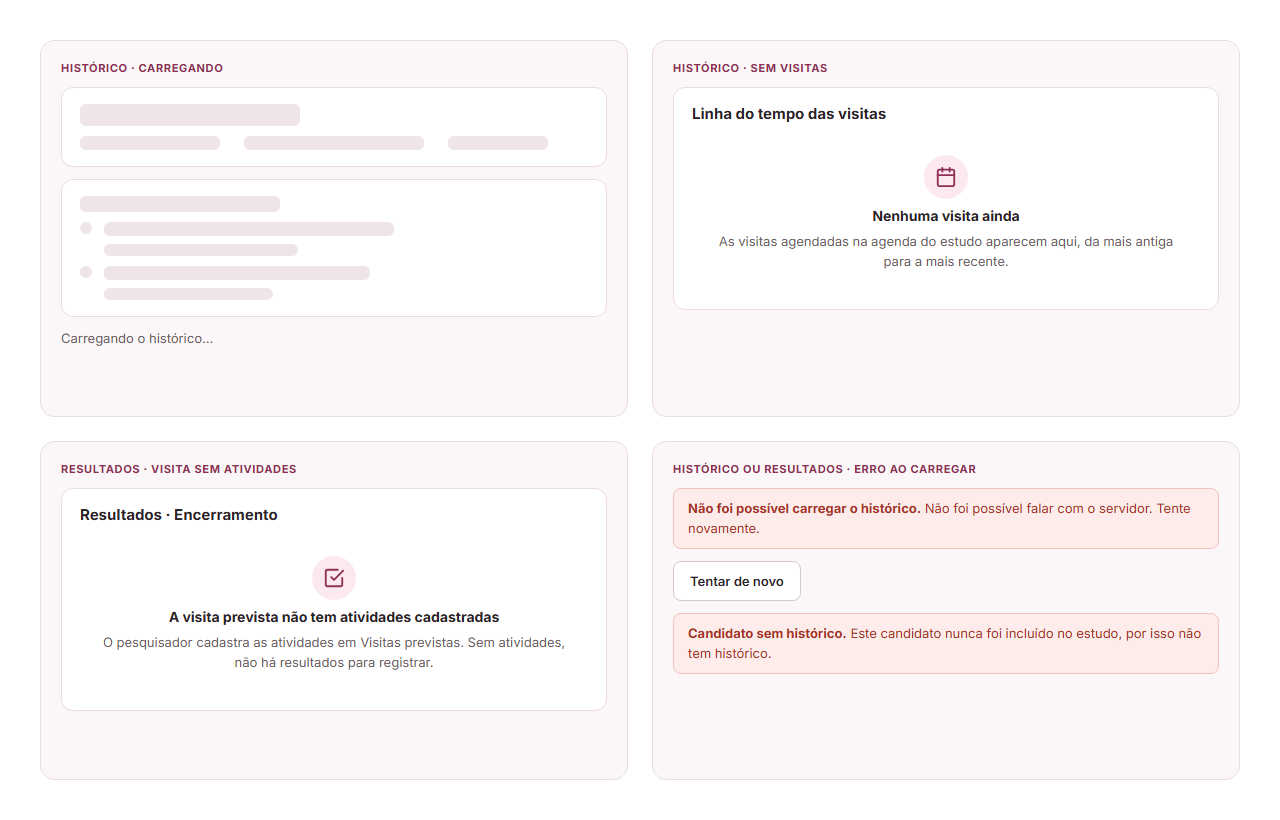 HISTÓRICO · CARREGANDO
Carregando o histórico...
HISTÓRICO · SEM VISITAS
Linha do tempo das visitas
Nenhuma visita ainda
As visitas agendadas na agenda do estudo aparecem aqui, da mais antiga
para a mais recente.
RESULTADOS · VISITA SEM ATIVIDADES
Resultados · Encerramento
A visita prevista não tem atividades cadastradas
O pesquisador cadastra as atividades em Visitas previstas. Sem atividades,
não há resultados para registrar.
HISTÓRICO OU RESULTADOS · ERRO AO CARREGAR
Não foi possível carregar o histórico. Não foi possível falar com o servidor. Tente
novamente.
Tentar de novo
Candidato sem histórico. Este candidato nunca foi incluído no estudo, por isso não
tem histórico.